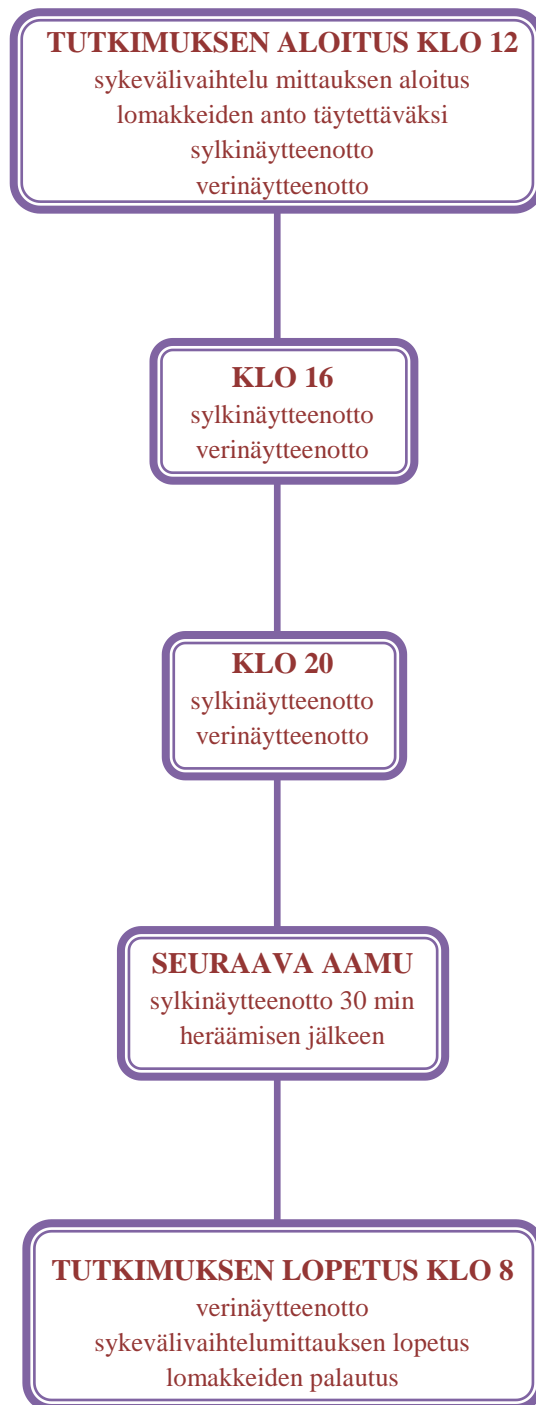 TUTKIMUKSEN ALOITUS KLO 12
sykevälivaihtelu mittauksen aloitus
lomakkeiden anto täytettäväksi
sylkinäytteenotto
verinäytteenotto
KLO 16
sylkinäytteenotto
verinäytteenotto
KLO 20
sylkinäytteenotto
verinäytteenotto
SEURAAVA AAMU
sylkinäytteenotto 30 min
heräämisen jälkeen
TUTKIMUKSEN LOPETUS KLO 8
verinäytteenotto
sykevälivaihtelumittauksen lopetus
lomakkeiden palautus